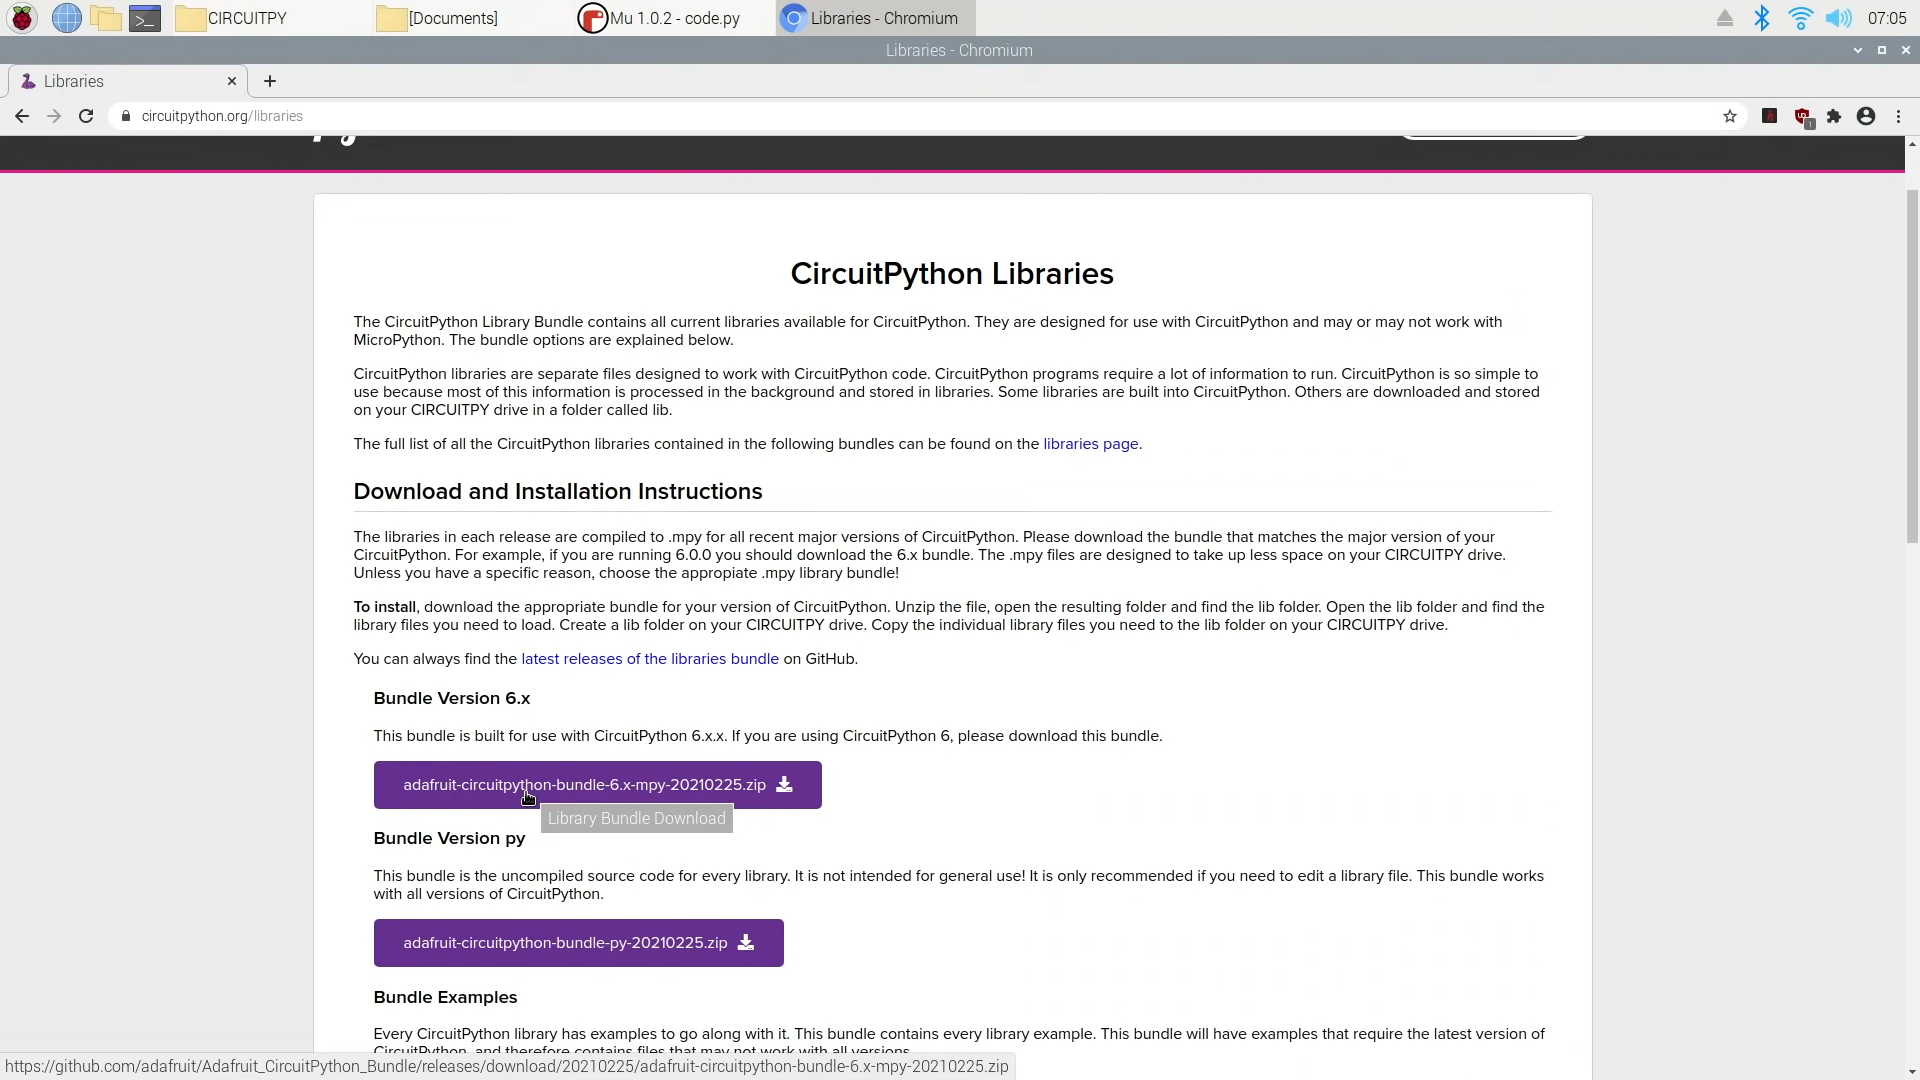 CIRCUITPY
[Documents]
Mu 1.0.2 - code.py
Libraries - Chromium
07:05
Libraries - Chromium
Libraries
circuitpython.org/libraries
CircuitPython Libraries
The CircuitPython Library Bundle contains all current libraries available for CircuitPython. They are designed for use with CircuitPython and may or may not work with
MicroPython. The bundle options are explained below.
CircuitPython libraries are separate files designed to work with CircuitPython code. CircuitPython programs require a lot of information to run. CircuitPython is so simple to
use because most of this information is processed in the background and stored in libraries. Some libraries are built into CircuitPython. Others are downloaded and stored
on your CIRCUITPY drive in a folder called lib.
The full list of all the CircuitPython libraries contained in the following bundles can be found on the libraries page.
Download and Installation Instructions
The libraries in each release are compiled to .mpy for all recent major versions of CircuitPython. Please download the bundle that matches the major version of your
CircuitPython. For example, if you are running 6.0.0 you should download the 6.x bundle. The .mpy files are designed to take up less space on your CIRCUITPY drive.
Unless you have a specific reason, choose the appropiate .mpy library bundle!
To install, download the appropriate bundle for your version of CircuitPython. Unzip the file, open the resulting folder and find the lib folder. Open the lib folder and find the
library files you need to load. Create a lib folder on your CIRCUITPY drive. Copy the individual library files you need to the lib folder on your CIRCUITPY drive.
You can always find the latest releases of the libraries bundle on GitHub.
Bundle Version 6.x
This bundle is built for use with CircuitPython 6.x.x. If you are using CircuitPython 6, please download this bundle.
adafruit-circuitpython-bundle-6.x-mpy-20210225.zip
Library Bundle Download
Bundle Version py
This bundle is the uncompiled source code for every library. It is not intended for general use! It is only recommended if you need to edit a library file. This bundle works
with all versions of CircuitPython.
adafruit-circuitpython-bundle-py-20210225.zip
Bundle Examples
Every CircuitPython library has examples to go along with it. This bundle contains every library example. This bundle will have examples that require the latest version of
CircuitPython, and therefore contains files that may not work with all versions.
https://github.com/adafruit/Adafruit_CircuitPython_Bundle/releases/download/20210225/adafruit-circuitpython-bundle-6.x-mpy-20210225.zip